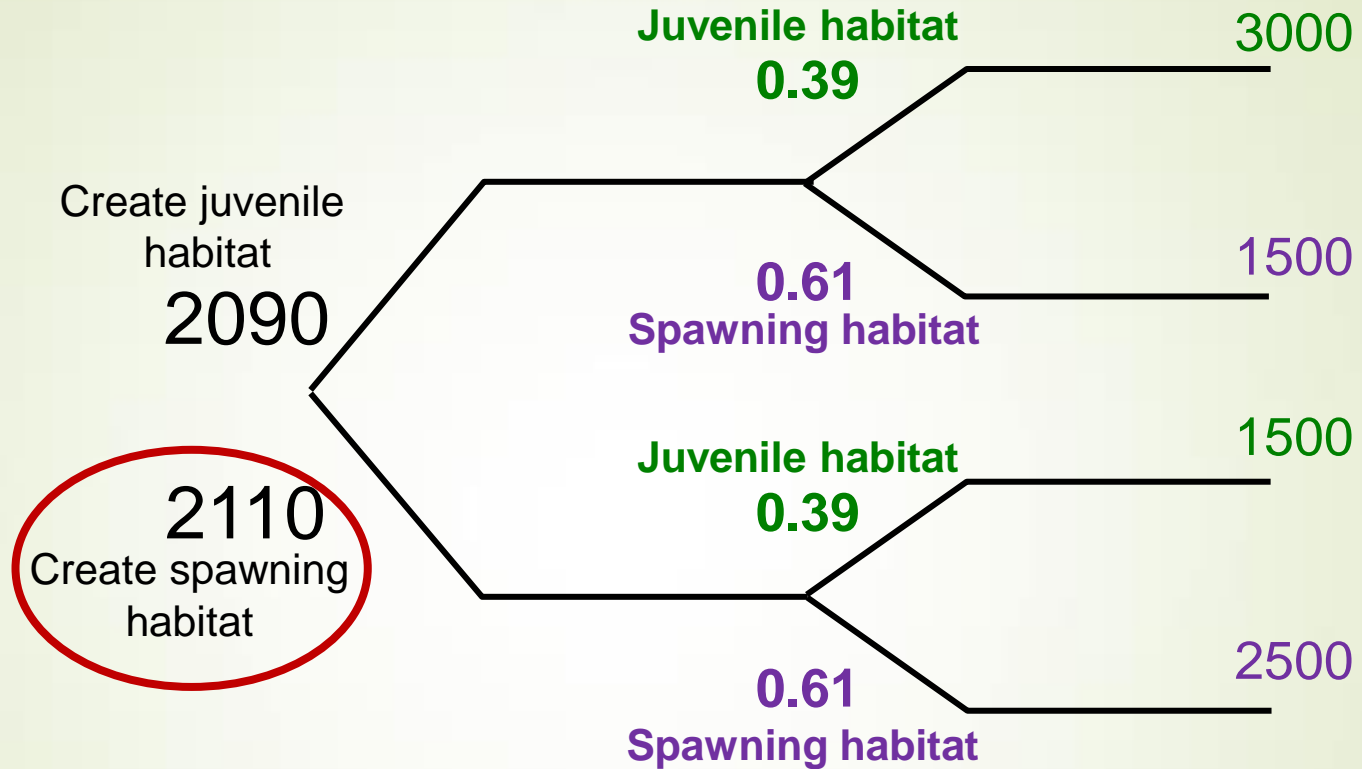 Juvenile habitat
0.39
3000
Create juvenile
habitat
2090
0.61
Spawning habitat
1500
Juvenile habitat
0.39
1500
2110
Create spawning
habitat
0.61
Spawning habitat
2500